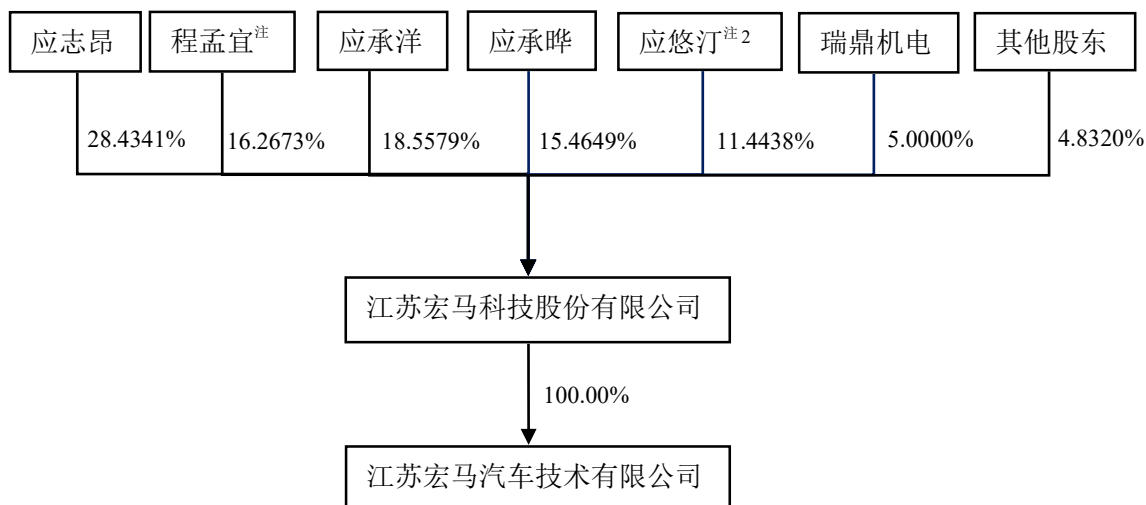 应志昂 程孟宜注 应承洋 应承晔 应悠汀注2 瑞鼎机电 其他股东
28.4341% 16.2673% 18.5579% 15.4649% 11.4438% 5.0000% 4.8320%
江苏宏马科技股份有限公司
100.00%
江苏宏马汽车技术有限公司